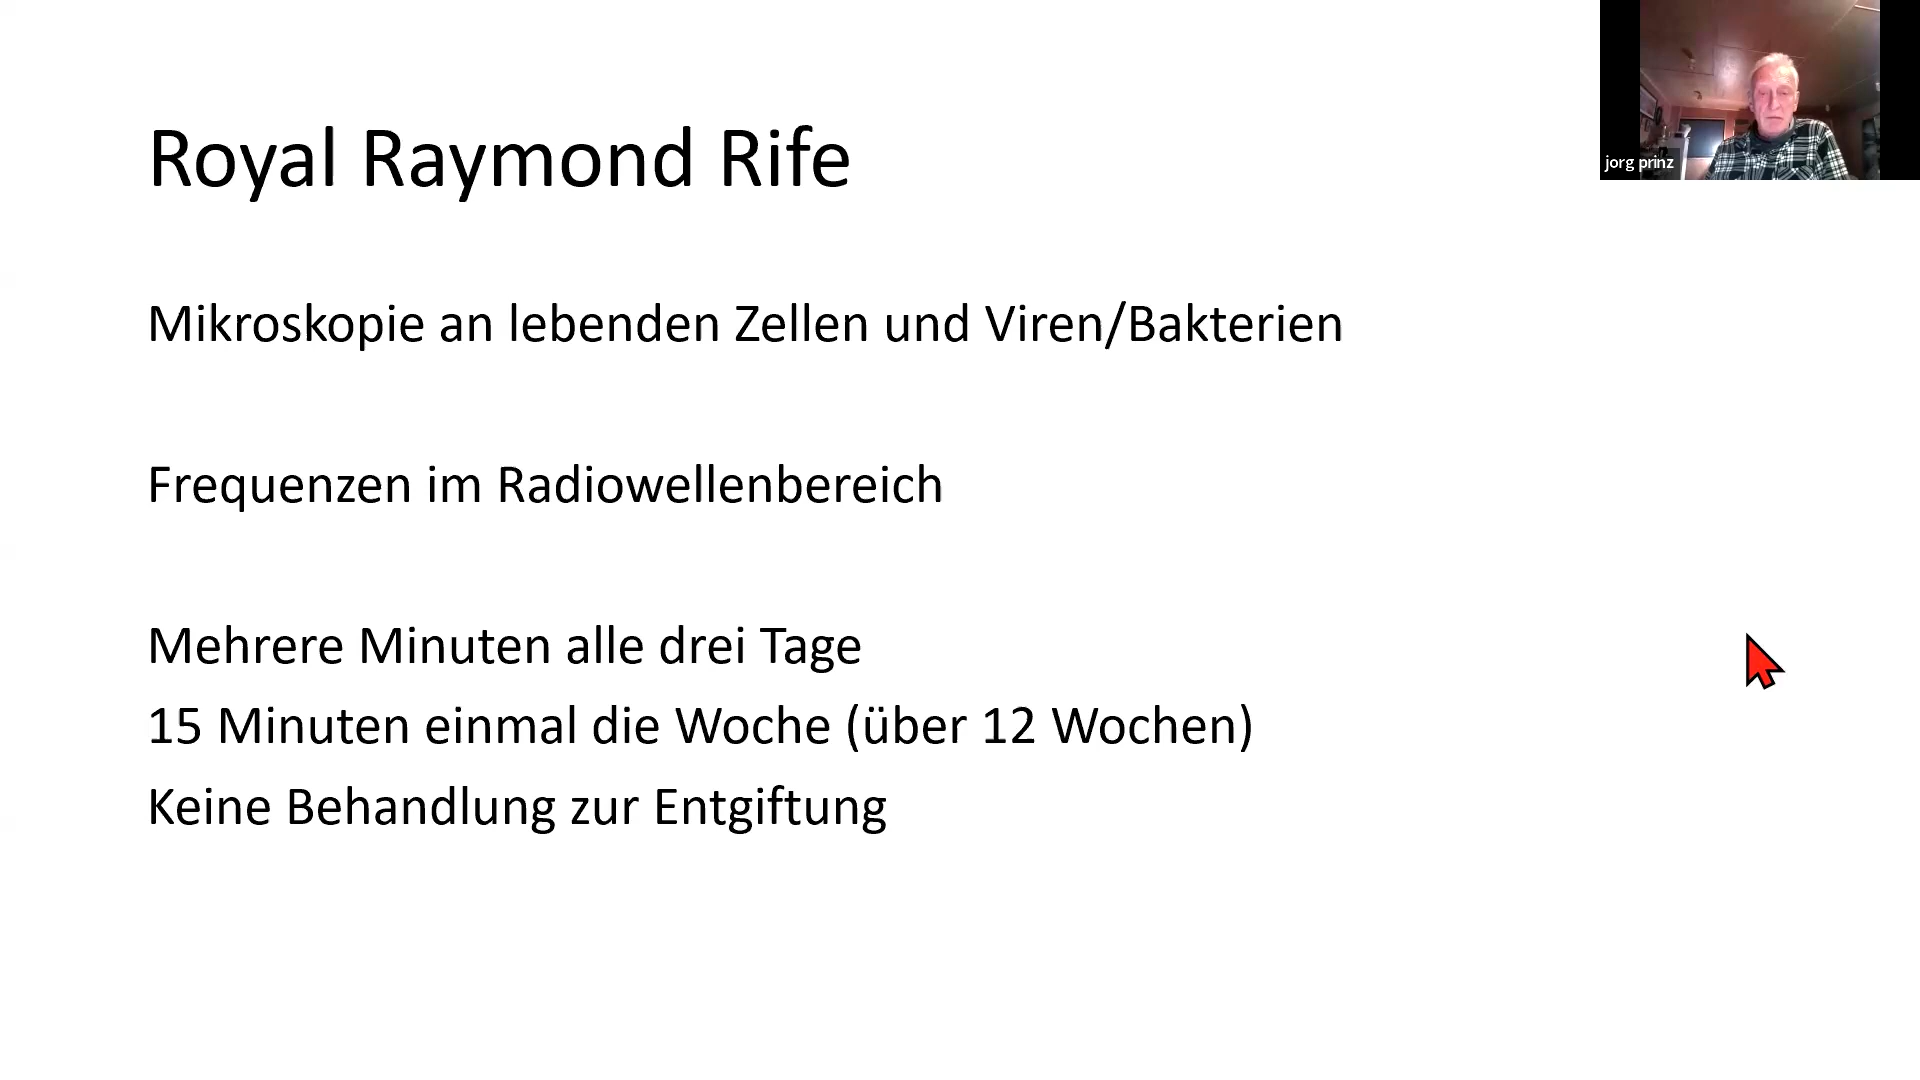 Royal Raymond Rife
jorg prinz
Mikroskopie an lebenden Zellen und Viren/Bakterien
Frequenzen im Radiowellenbereich
Mehrere Minuten alle drei Tage
15 Minuten einmal die Woche (über 12 Wochen)
Keine Behandlung zur Entgiftung